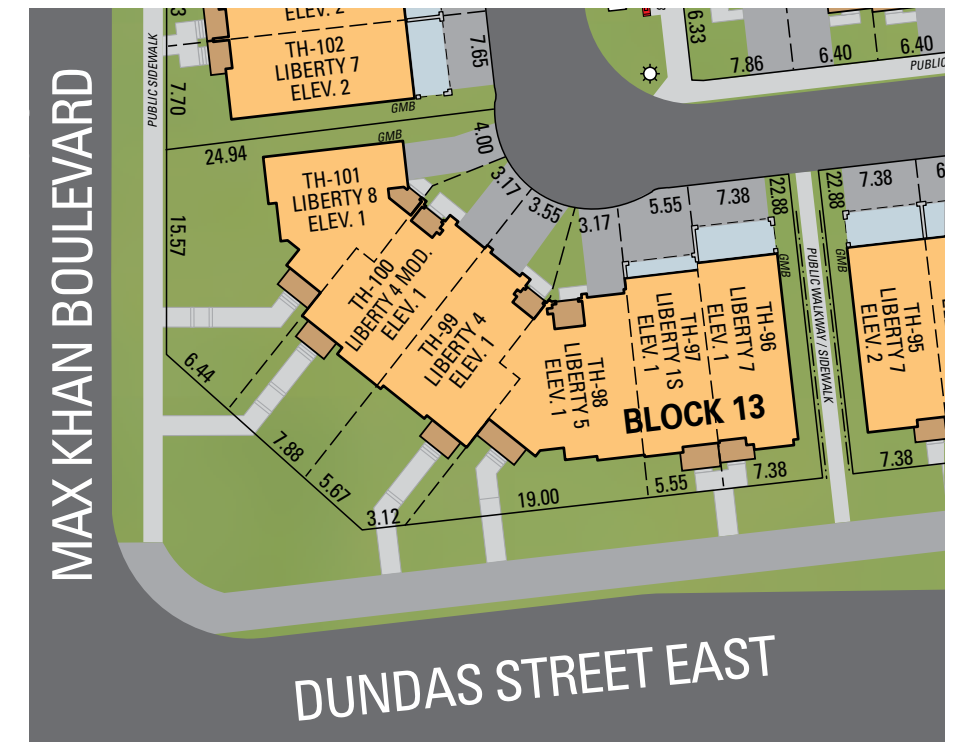 3
ELEV. 2
TH-102
LIBERTY 7
ELEV. 2
7.65
6.33
7.86
6.40
6.40
PUBLIC
PUBLIC SIDEWALK
7.70
GMB
GMB
24.94
4.00
TH-101
LIBERTY 8
ELEV. 1
3.17
3.55
3.17
5.55
7.38
22.88
22.88
7.38
6
15.57
TH-100
LIBERTY 4 MOD.
ELEV. 1
TH-99
LIBERTY 4
ELEV. 1
TH-98
LIBERTY 5
ELEV. 1
TH-97
LIBERTY 1S
ELEV. 1
TH-96
LIBERTY 7
ELEV. 1
GMB
PUBLIC WALKWAY / SIDEWALK
GMB
TH-95
LIBERTY 7
ELEV. 2
BLOCK 13
6.44
7.88
5.67
3.12
19.00
5.55
7.38
7.38
MAX KHAN BOULEVARD
DUNDAS STREET EAST